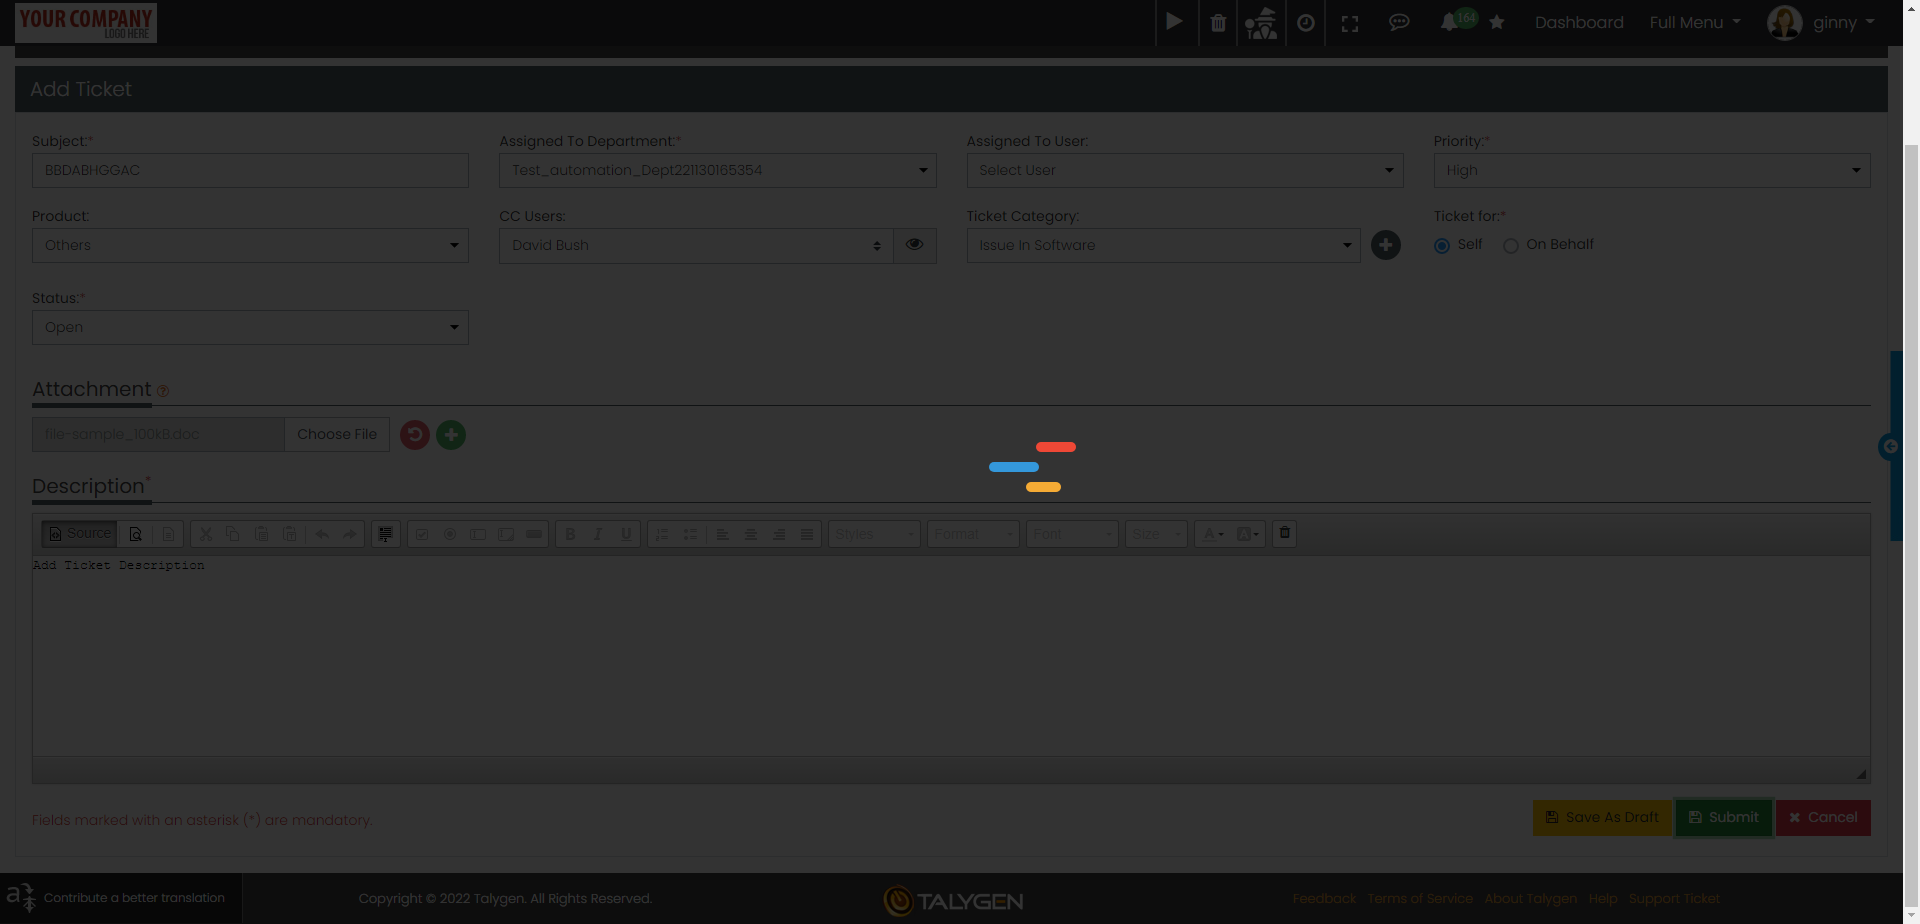 YOUR COMPANY
LOGO HERE
164
Dashboard
Full Menu
ginny
Add Ticket
Subject:*
Assigned To Department:*
Assigned To User:
Priority:*
BBDABHGGAC
Test_automation_Dept221130165354
Select User
High
Product:
CC Users:
Ticket Category:
Ticket for:*
Others
David Bush
Issue In Software
Self
On Behalf
Status:*
Open
Attachment
file-sample_100kB.doc
Choose File
Description*
Source
B I U
Styles
Format
Font
Size
A
A
Add Ticket Description
Fields marked with an asterisk (*) are mandatory.
Save As Draft
Submit
Cancel
Contribute a better translation
Copyright © 2022 Talygen. All Rights Reserved.
TALYGEN
Feedback
Terms of Service
About Talygen
Help
Support Ticket